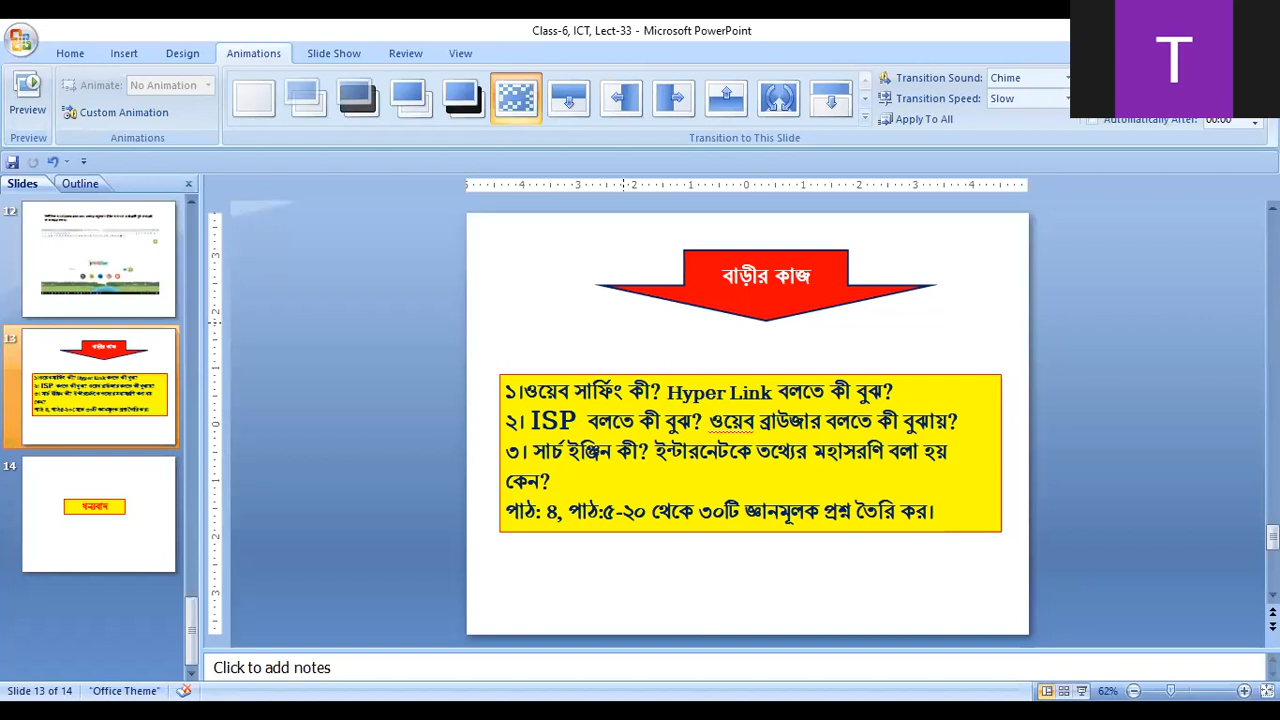 Class-6, ICT, Lect-33 - Microsoft PowerPoint
T
Home Insert Design Animations Slide Show Review View
Preview
Animate: No Animation
Custom Animation
Transition Sound: Chime
Transition Speed: Slow
Apply To All
Automatically After: 00:00
Preview Animations Transition to This Slide
Slides Outline
12
13
বাড়ীর কাজ
14
ধন্যবাদ
বাড়ীর কাজ
১।ওয়েব সার্ফিং কী? Hyper Link বলতে কী বুঝ?
২। ISP বলতে কী বুঝ? ওয়েব ব্রাউজার বলতে কী বুঝায়?
৩। সার্চ ইঞ্জিন কী? ইন্টারনেটকে তথ্যের মহাসরণি বলা হয়
কেন?
পাঠ: ৪, পাঠ:৫-২০ থেকে ৩০টি জ্ঞানমূলক প্রশ্ন তৈরি কর।
Click to add notes
Slide 13 of 14 "Office Theme" 62%